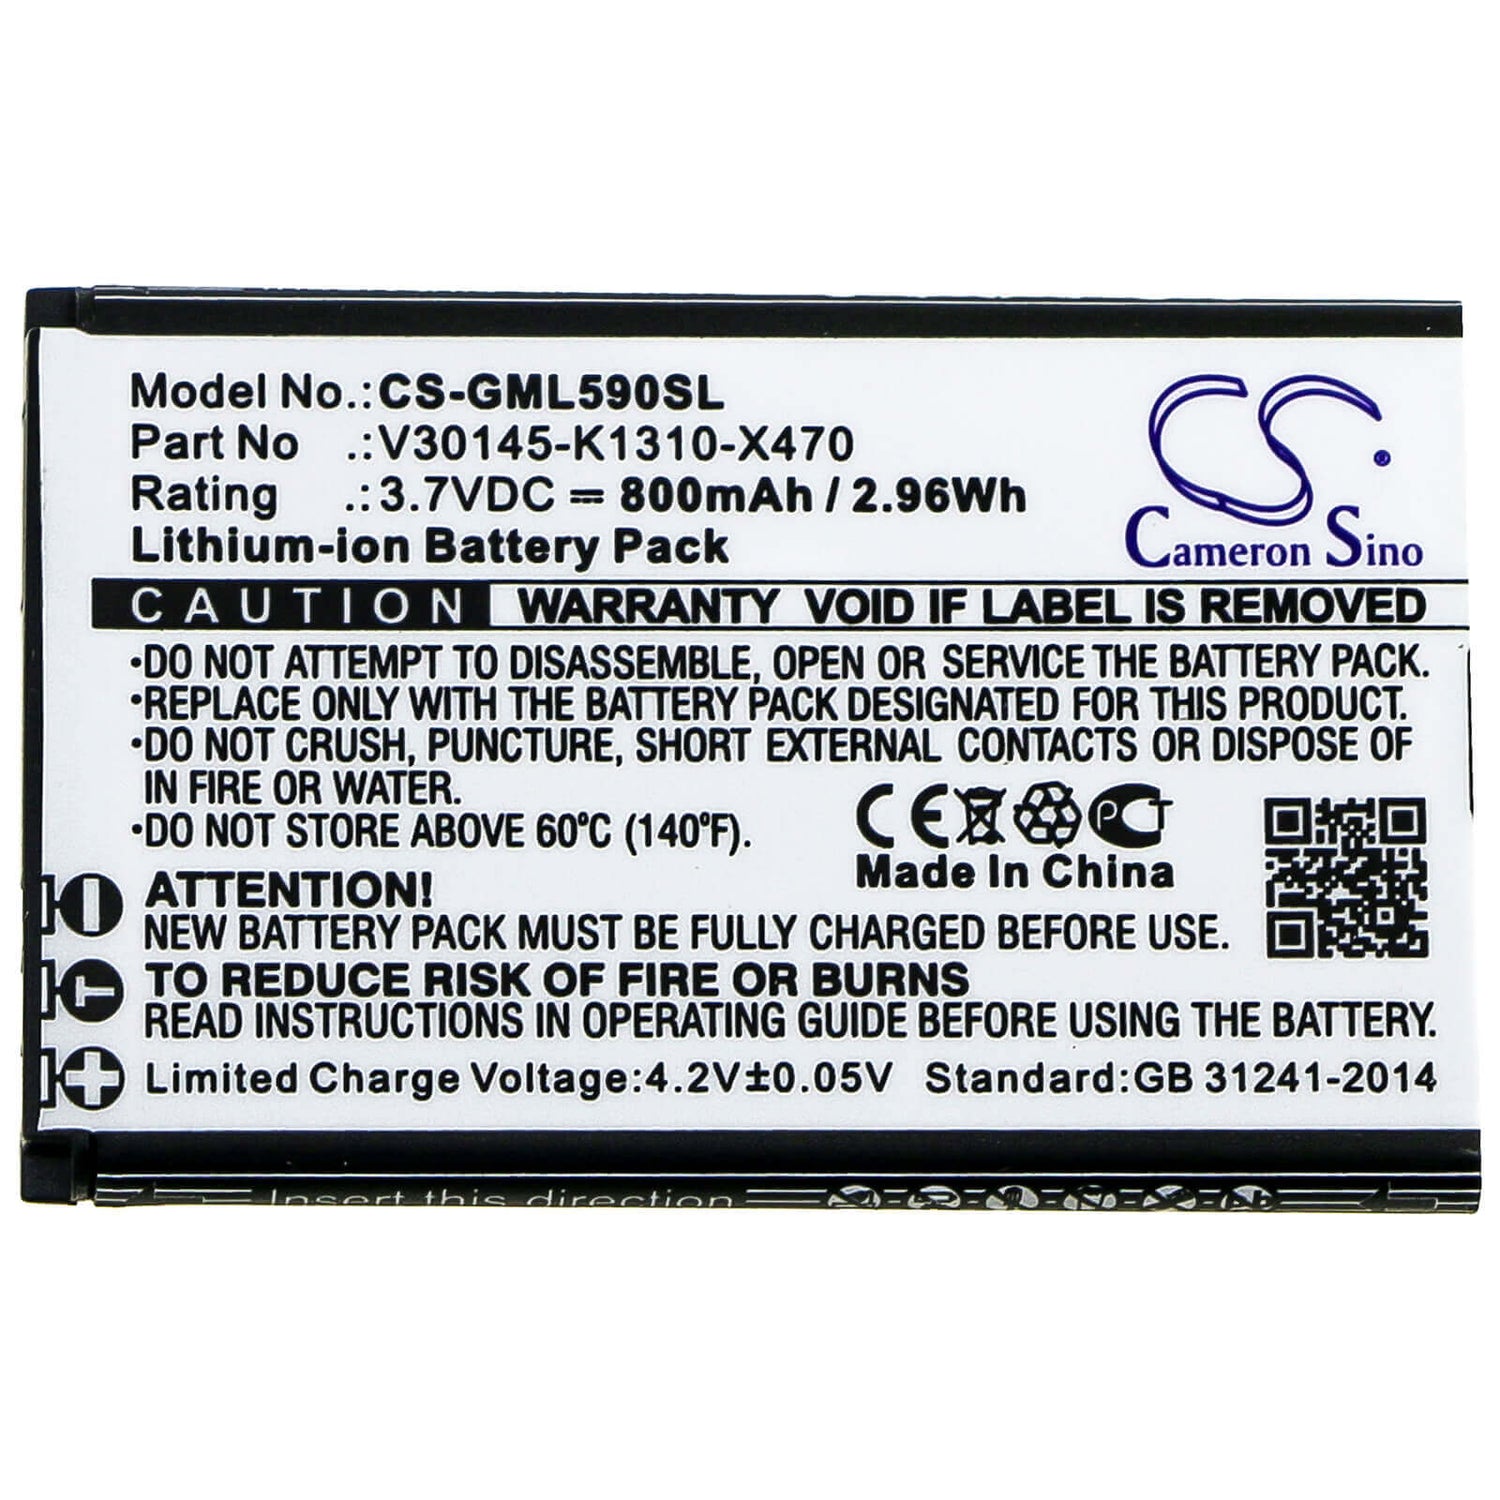 Model No.:CS-GML590SL
Part No .:V30145-K1310-X470
Rating .:3.7VDC = 800mAh / 2.96Wh
Lithium-ion Battery Pack
CS
Cameron Sino
CAUTION WARRANTY VOID IF LABEL IS REMOVED
•DO NOT ATTEMPT TO DISASSEMBLE, OPEN OR SERVICE THE BATTERY PACK.
•REPLACE ONLY WITH THE BATTERY PACK DESIGNATED FOR THIS PRODUCT.
•DO NOT CRUSH, PUNCTURE, SHORT EXTERNAL CONTACTS OR DISPOSE OF
IN FIRE OR WATER.
•DO NOT STORE ABOVE 60°C (140°F).
CE PCT
Made In China
ATTENTION!
NEW BATTERY PACK MUST BE FULLY CHARGED BEFORE USE.
T TO REDUCE RISK OF FIRE OR BURNS
READ INSTRUCTIONS IN OPERATING GUIDE BEFORE USING THE BATTERY.
Limited Charge Voltage:4.2V±0.05V Standard:GB 31241-2014
Insert this direction